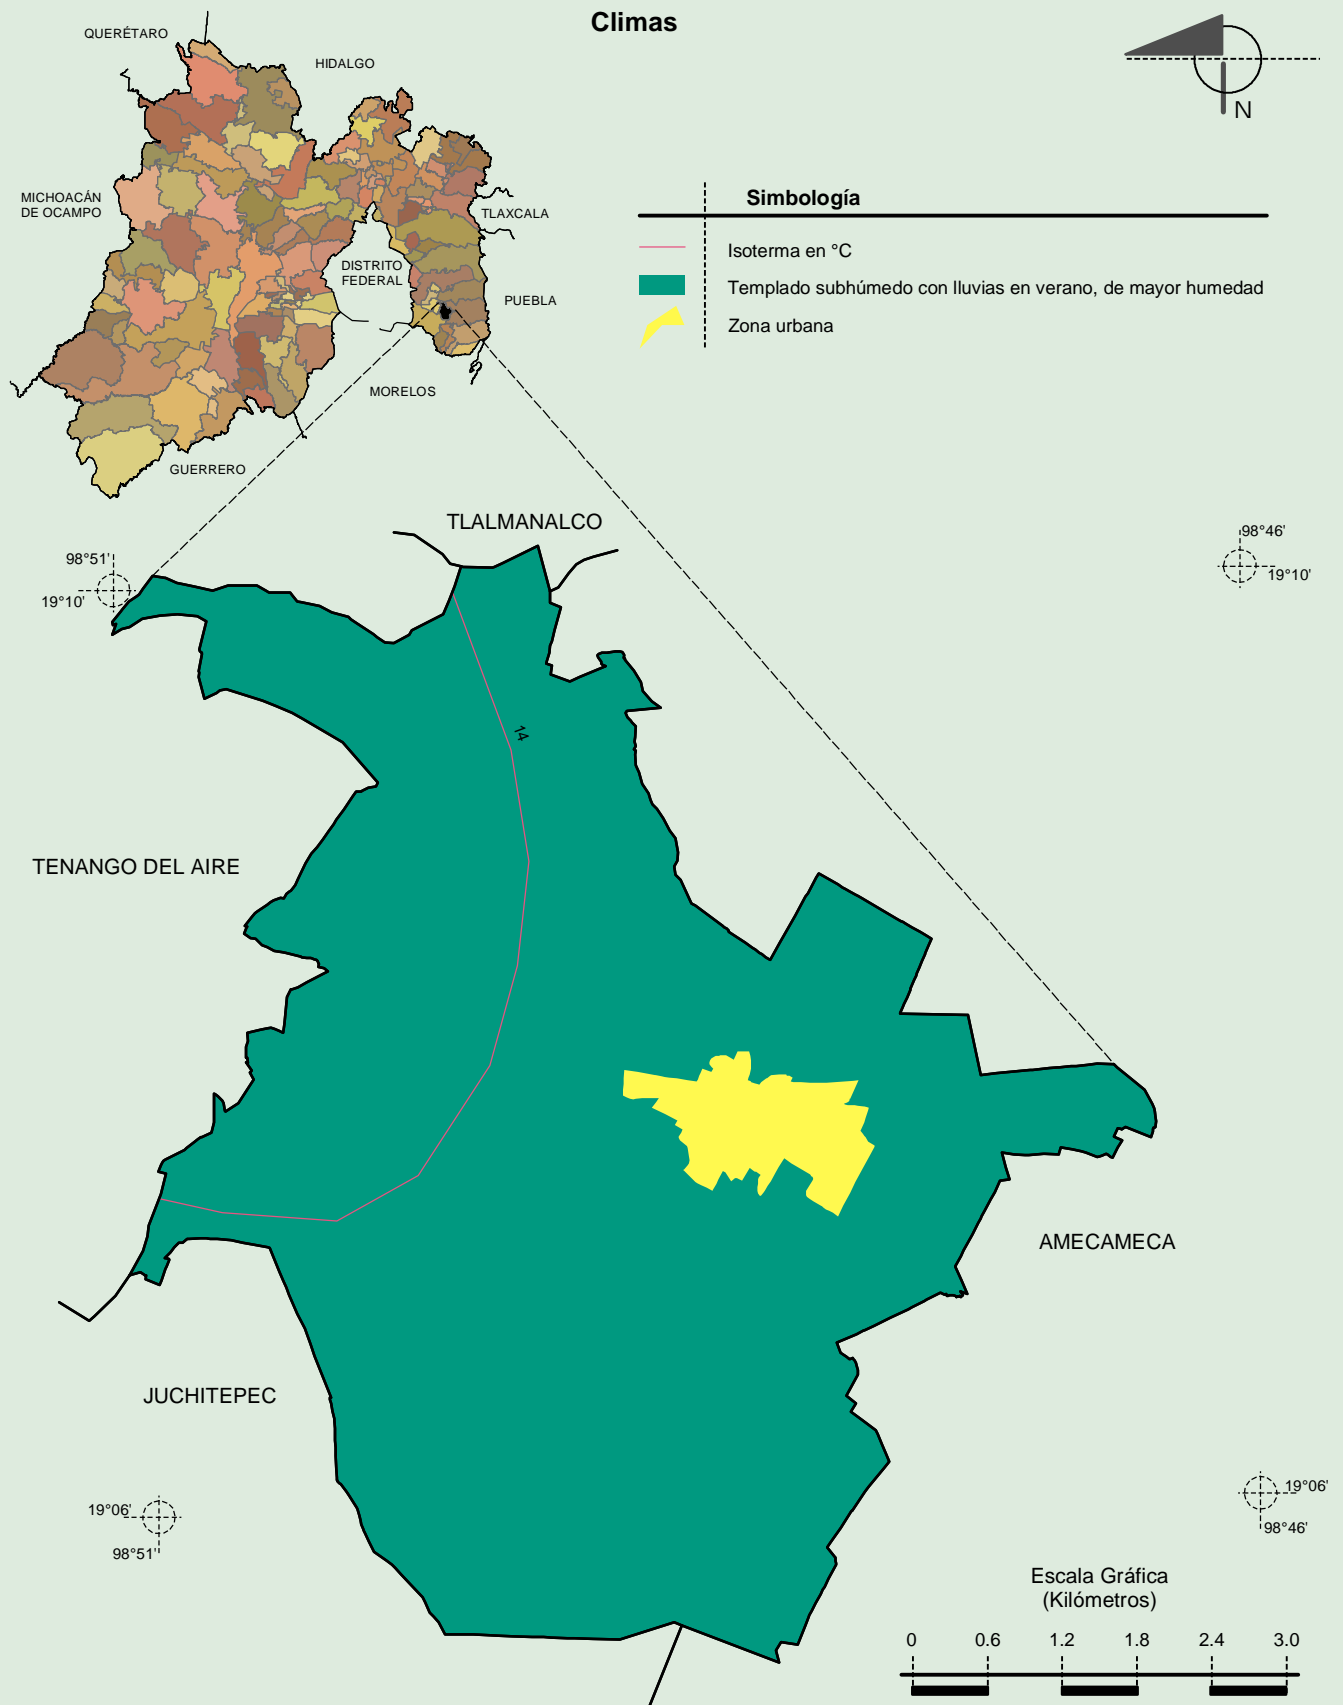 Climas
QUERÉTARO
HIDALGO
N
MICHOACÁN
DE OCAMPO
TLAXCALA
DISTRITO
FEDERAL
PUEBLA
MORELOS
GUERRERO
Simbología
Isoterma en °C
Templado subhúmedo con lluvias en verano, de mayor humedad
Zona urbana
TLALMANALCO
98°51'
19°10'
98°46'
19°10'
14
TENANGO DEL AIRE
AMECAMECA
JUCHITEPEC
19°06'
98°51'
19°06'
98°46'
Escala Gráfica
(Kilómetros)
0 0.6 1.2 1.8 2.4 3.0